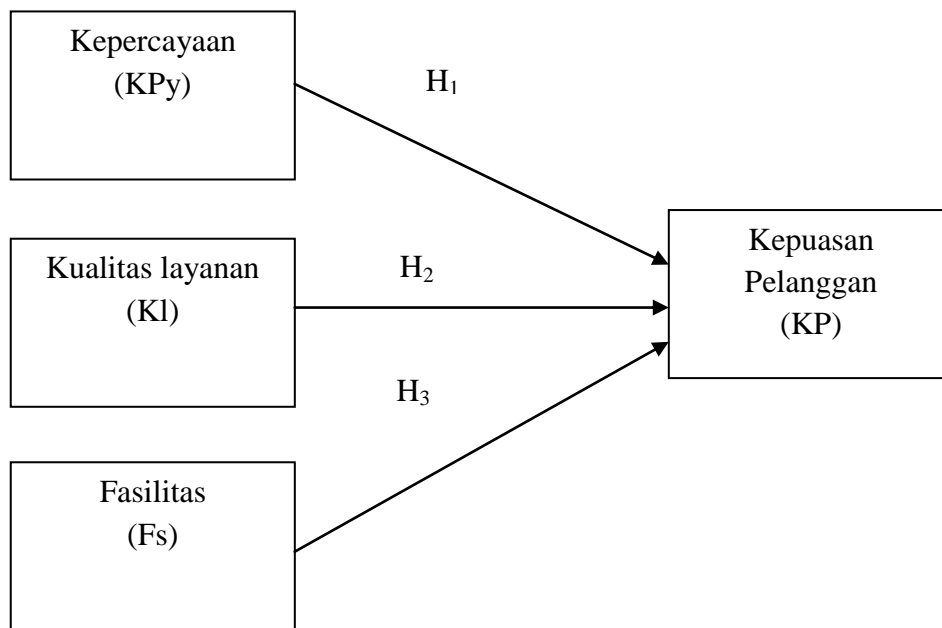 Kepercayaan
(KPy)
H₁
Kualitas layanan
(Kl)
H₂
Kepuasan
Pelanggan
(KP)
H₃
Fasilitas
(Fs)